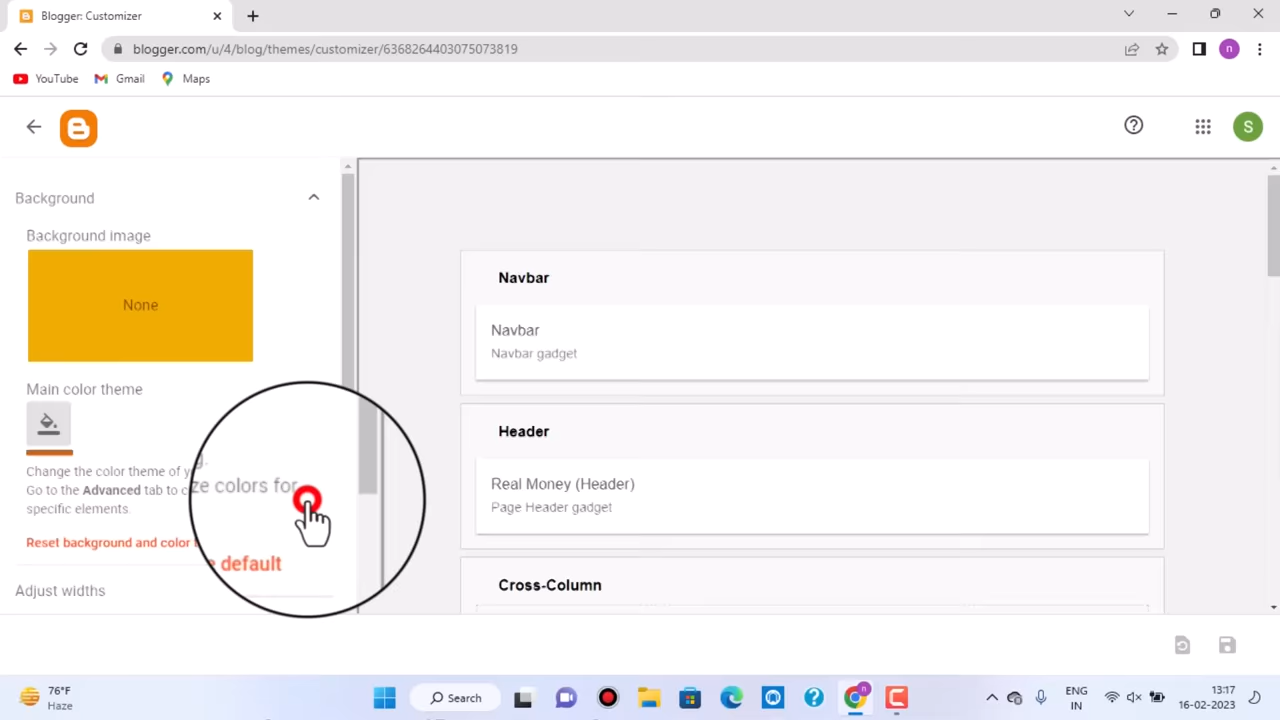 Blogger: Customizer
blogger.com/u/4/blog/themes/customizer/6368264403075073819
n
YouTube
Gmail
Maps
S
Background
Background image
None
Main color theme
Change the color theme of
Go to the Advanced tab to
ze colors for
specific elements.
Reset background and color
default
Adjust widths
Navbar
Navbar
Navbar gadget
Header
Real Money (Header)
Page Header gadget
Cross-Column
76°F
Haze
Search
n
ENG
IN
13:17
16-02-2023